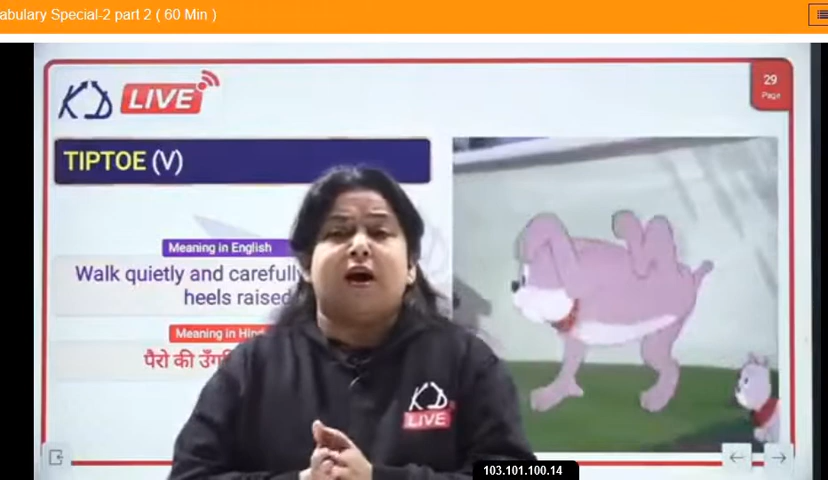 abulary Special-2 part 2 ( 60 Min )
KD LIVE
29
Page
TIPTOE (V)
Meaning in English
Walk quietly and carefully
heels raised
Meaning in
पैरो की
KD
LIVE
103.101.100.14